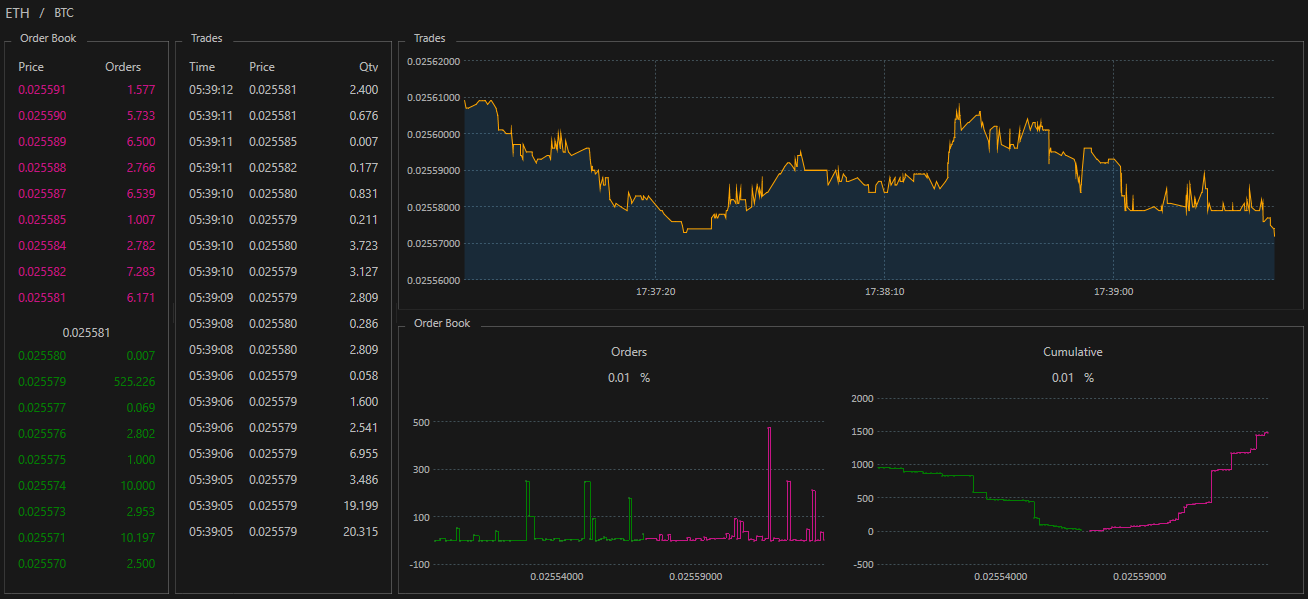 ETH / BTC
Order Book
Price Orders
0.025591 1.577
0.025590 5.733
0.025589 6.500
0.025588 2.766
0.025587 6.539
0.025585 1.007
0.025584 2.782
0.025582 7.283
0.025581 6.171
0.025581
0.025580 0.007
0.025579 525.226
0.025577 0.069
0.025576 2.802
0.025575 1.000
0.025574 10.000
0.025573 2.953
0.025571 10.197
0.025570 2.500
Trades
Time Price Qty
05:39:12 0.025581 2.400
05:39:11 0.025581 0.676
05:39:11 0.025585 0.007
05:39:11 0.025582 0.177
05:39:10 0.025580 0.831
05:39:10 0.025579 0.211
05:39:10 0.025580 3.723
05:39:10 0.025579 3.127
05:39:09 0.025579 2.809
05:39:08 0.025580 0.286
05:39:08 0.025580 2.809
05:39:06 0.025579 0.058
05:39:06 0.025579 1.600
05:39:06 0.025579 2.541
05:39:06 0.025579 6.955
05:39:05 0.025579 3.486
05:39:05 0.025579 19.199
05:39:05 0.025579 20.315
Trades
0.02562000
0.02561000
0.02560000
0.02559000
0.02558000
0.02557000
0.02556000
17:37:20 17:38:10 17:39:00
Order Book
Orders
0.01 %
500
300
100
-100
0.02554000 0.02559000
Cumulative
0.01 %
2000
1500
1000
500
0
-500
0.02554000 0.02559000